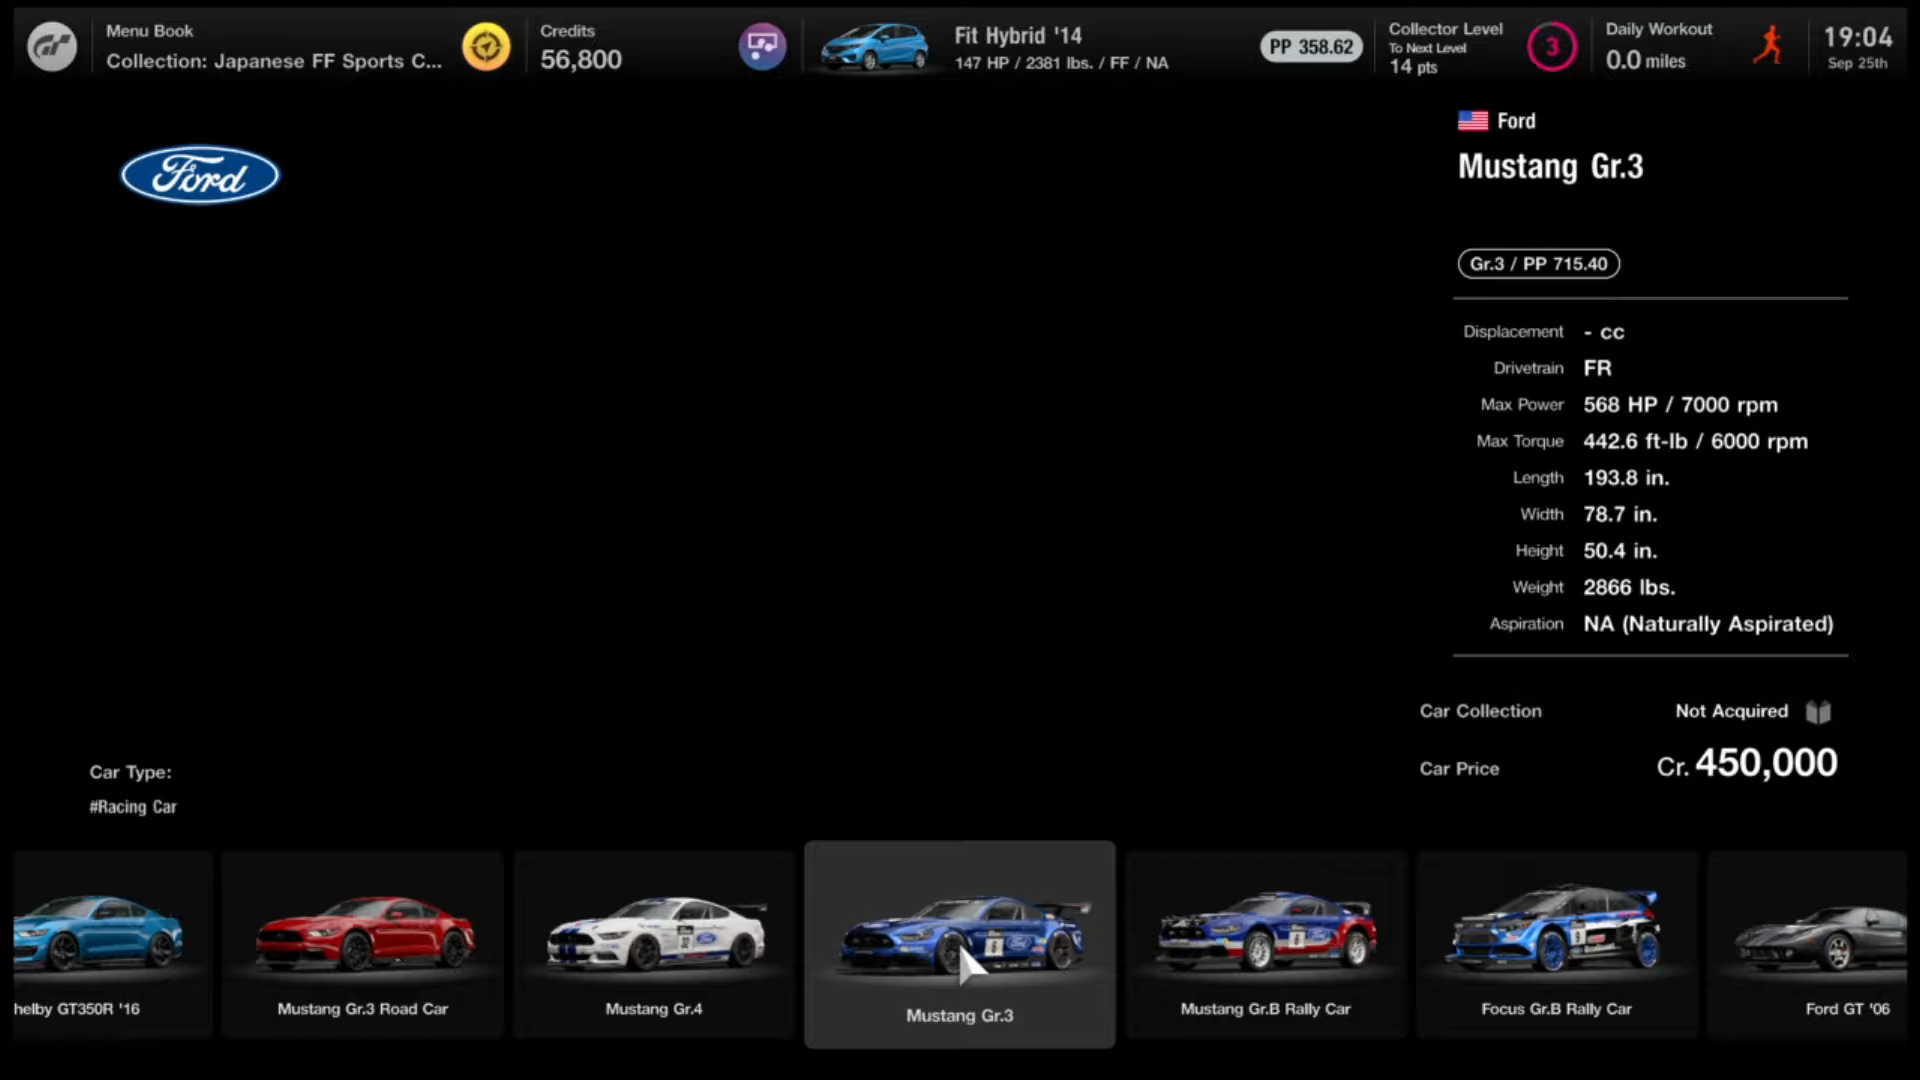 Menu Book
Collection: Japanese FF Sports C...
Credits
56,800
Fit Hybrid '14
147 HP / 2381 lbs. / FF / NA
PP 358.62
Collector Level
To Next Level
14 pts
3
Daily Workout
0.0 miles
19:04
Sep 25th
Ford
Ford
Mustang Gr.3
Gr.3 / PP 715.40
Displacement - cc
Drivetrain FR
Max Power 568 HP / 7000 rpm
Max Torque 442.6 ft-lb / 6000 rpm
Length 193.8 in.
Width 78.7 in.
Height 50.4 in.
Weight 2866 lbs.
Aspiration NA (Naturally Aspirated)
Car Collection Not Acquired
Car Price Cr. 450,000
Car Type:
#Racing Car
helby GT350R '16
Mustang Gr.3 Road Car
Mustang Gr.4
Mustang Gr.3
Mustang Gr.B Rally Car
Focus Gr.B Rally Car
Ford GT '06